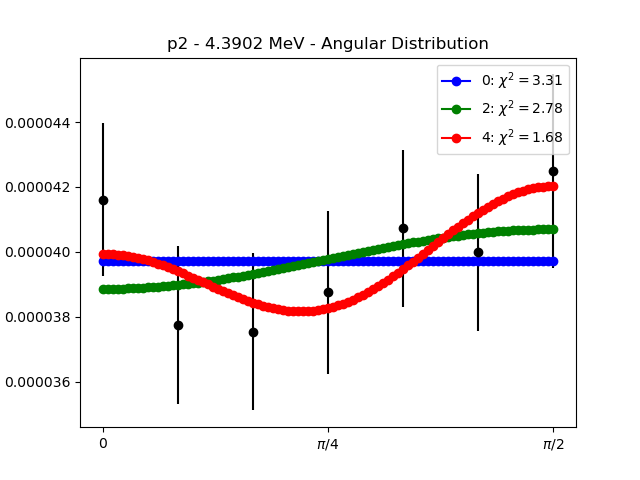 p2 - 4.3902 MeV - Angular Distribution
0: χ² = 3.31
2: χ² = 2.78
4: χ² = 1.68
0.000044
0.000042
0.000040
0.000038
0.000036
0 π/4 π/2